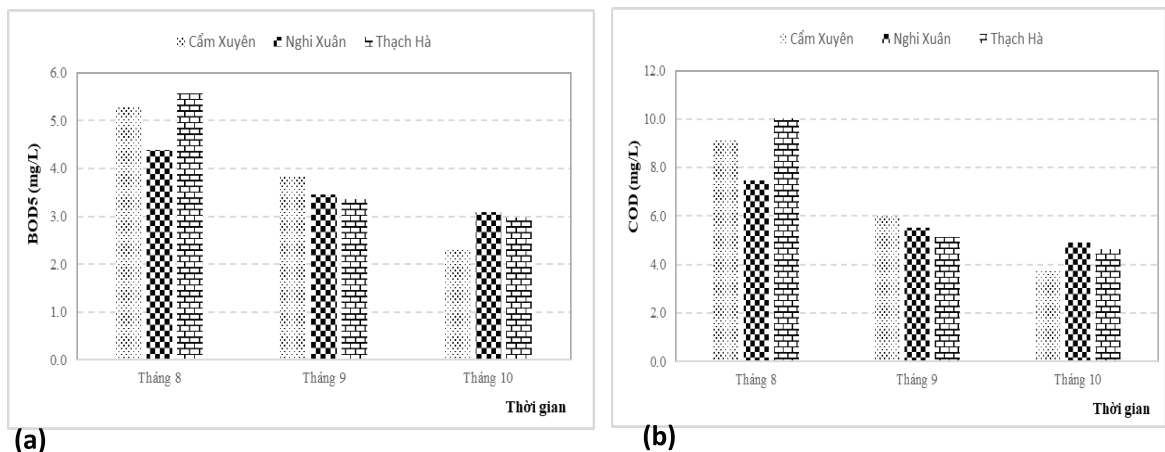 Cẩm Xuyên Nghi Xuân Thạch Hà
BOD5 (mg/L)
6.0
5.0
4.0
3.0
2.0
1.0
0.0
Tháng 8 Tháng 9 Tháng 10
Thời gian
(a)
Cẩm Xuyên Nghi Xuân Thạch Hà
COD (mg/L)
12.0
10.0
8.0
6.0
4.0
2.0
0.0
Tháng 8 Tháng 9 Tháng 10
Thời gian
(b)